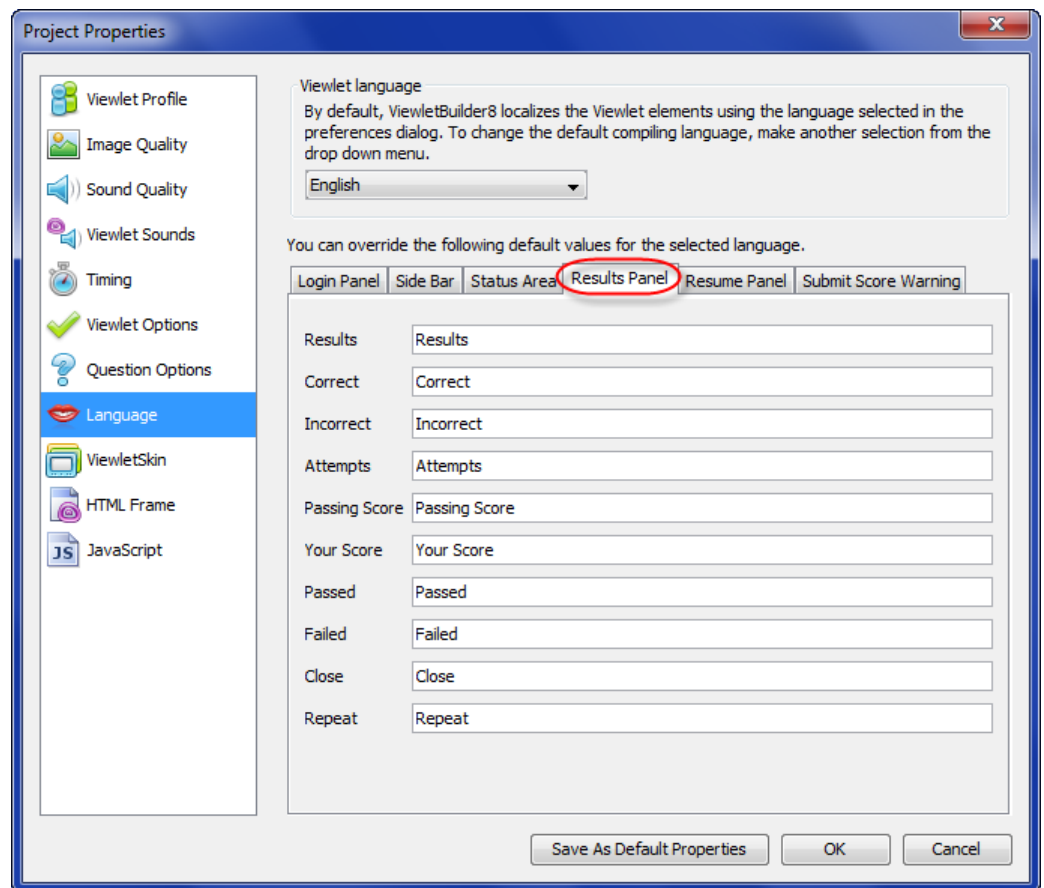 Project Properties
X
Viewlet Profile
Image Quality
Sound Quality
Viewlet Sounds
Timing
Viewlet Options
Question Options
Language
ViewletSkin
HTML Frame
JS JavaScript
Viewlet language
By default, ViewletBuilder8 localizes the Viewlet elements using the language selected in the
preferences dialog. To change the default compiling language, make another selection from the
drop down menu.
English
You can override the following default values for the selected language.
Login Panel Side Bar Status Area Results Panel Resume Panel Submit Score Warning
Results Results
Correct Correct
Incorrect Incorrect
Attempts Attempts
Passing Score Passing Score
Your Score Your Score
Passed Passed
Failed Failed
Close Close
Repeat Repeat
Save As Default Properties OK Cancel